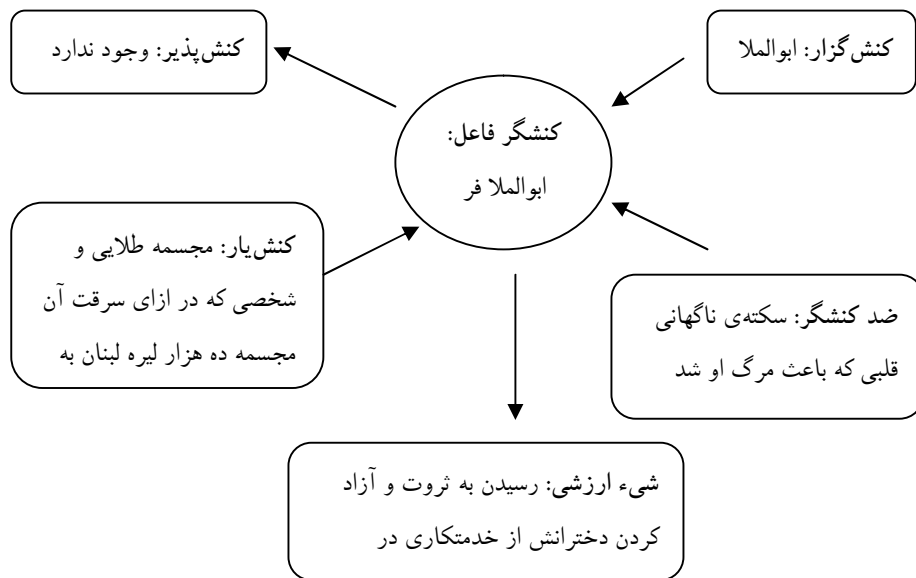 کنش‌گزار: ابوالملا
کنش‌پذیر: وجود ندارد
کنشگر فاعل:
ابوالملا فر
کنش‌یار: مجسمه طلایی و
شخصی که در ازای سرقت آن
مجسمه ده هزار لیره لبنان به
ضد کنشگر: سکته‌ی ناگهانی
قلبی که باعث مرگ او شد
شیء ارزشی: رسیدن به ثروت و آزاد
کردن دخترانش از خدمتکاری در